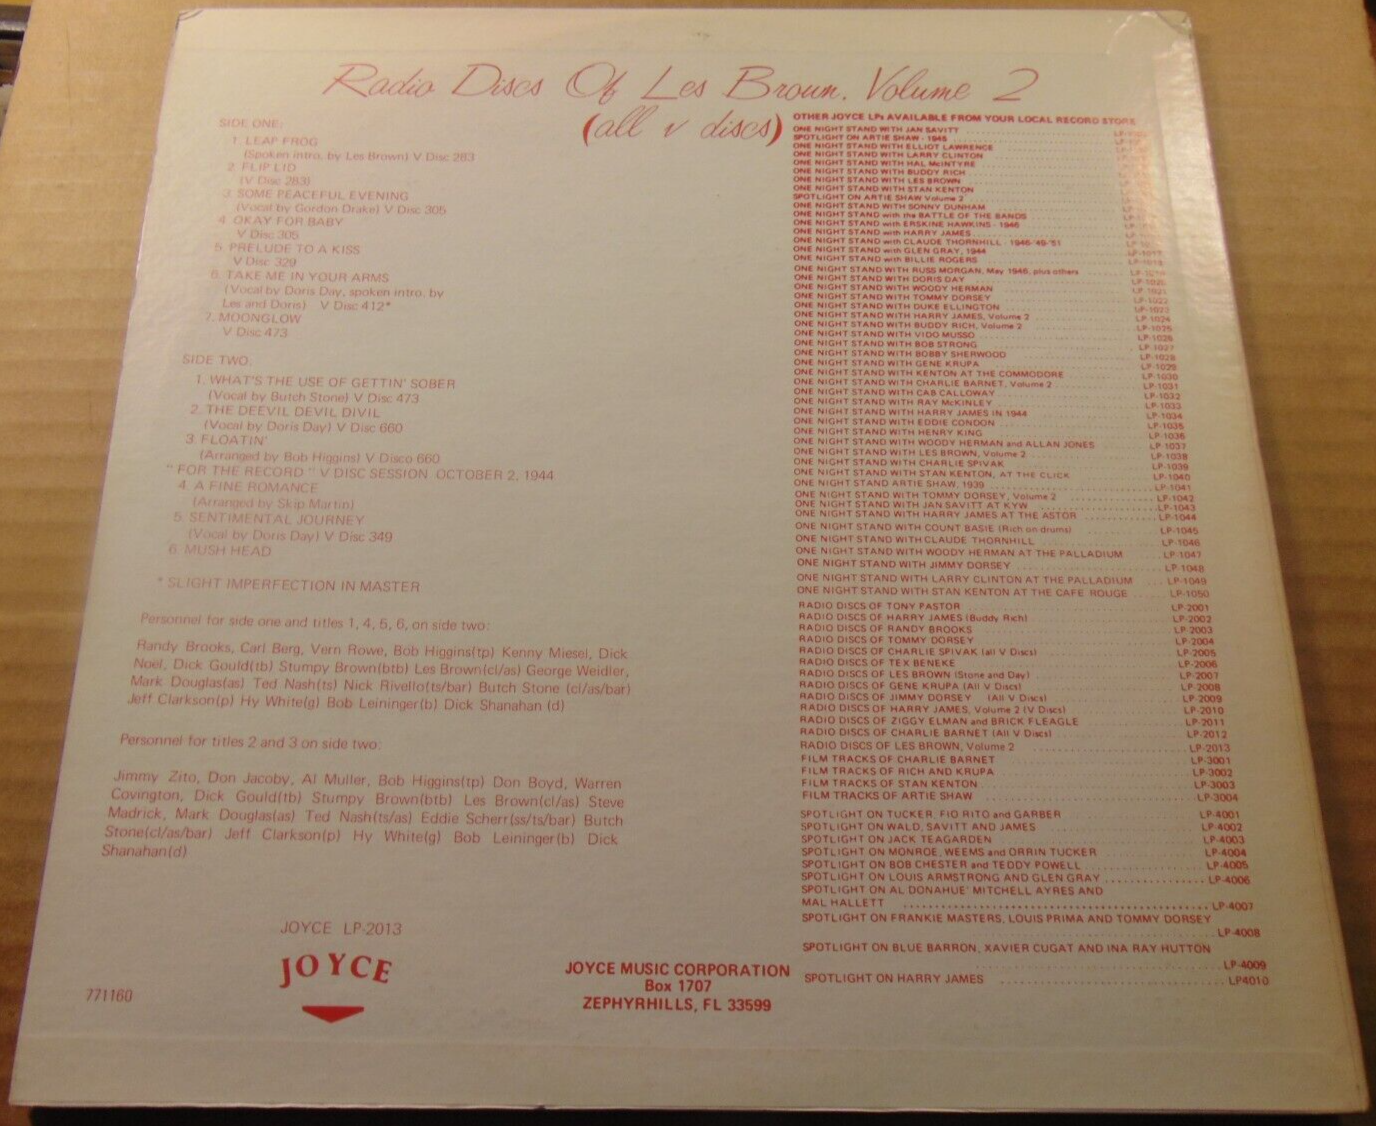 Radio Discs Of Les Brown, Volume 2
(all v discs)
SIDE ONE:
1. LEAP FROG
(Spoken intro. by Les Brown) V Disc 283
2. FLIP LID
(V Disc 283)
3. SOME PEACEFUL EVENING
(Vocal by Gordon Drake) V Disc 305
4. OKAY FOR BABY
V Disc 305
5. PRELUDE TO A KISS
V Disc 329
6. TAKE ME IN YOUR ARMS
(Vocal by Doris Day, spoken intro. by
Les and Doris) V Disc 412*
7. MOONGLOW
V Disc 473
SIDE TWO:
1. WHAT'S THE USE OF GETTIN' SOBER
(Vocal by Butch Stone) V Disc 473
2. THE DEEVIL DEVIL DIVIL
(Vocal by Doris Day) V Disc 660
3. FLOATIN'
(Arranged by Bob Higgins) V Disco 660
" FOR THE RECORD " V DISC SESSION OCTOBER 2, 1944
4. A FINE ROMANCE
(Arranged by Skip Martin)
5. SENTIMENTAL JOURNEY
(Vocal by Doris Day) V Disc 349
6. MUSH HEAD
* SLIGHT IMPERFECTION IN MASTER
Personnel for side one and titles 1, 4, 5, 6, on side two:
Randy Brooks, Carl Berg, Vern Rowe, Bob Higgins(tp) Kenny Miesel, Dick
Noel, Dick Gould(tb) Stumpy Brown(btb) Les Brown(cl/as) George Weidler,
Mark Douglas(as) Ted Nash(ts) Nick Rivello(ts/bar) Butch Stone (cl/as/bar)
Jeff Clarkson(p) Hy White(g) Bob Leininger(b) Dick Shanahan (d)
Personnel for titles 2 and 3 on side two:
Jimmy Zito, Don Jacoby, Al Muller, Bob Higgins(tp) Don Boyd, Warren
Covington, Dick Gould(tb) Stumpy Brown(btb) Les Brown(cl/as) Steve
Madrick, Mark Douglas(as) Ted Nash(ts/as) Eddie Scherr(ss/ts/bar) Butch
Stone(cl/as/bar) Jeff Clarkson(p) Hy White(g) Bob Leininger(b) Dick
Shanahan(d)
JOYCE LP-2013
JOYCE
771160
JOYCE MUSIC CORPORATION
Box 1707
ZEPHYRHILLS, FL 33599
OTHER JOYCE LPs AVAILABLE FROM YOUR LOCAL RECORD STORE
ONE NIGHT STAND WITH JAN SAVITT
SPOTLIGHT ON ARTIE SHAW - 1945
ONE NIGHT STAND WITH ELLIOT LAWRENCE
ONE NIGHT STAND WITH LARRY CLINTON
ONE NIGHT STAND WITH HAL McINTYRE
ONE NIGHT STAND WITH BUDDY RICH
ONE NIGHT STAND WITH LES BROWN
ONE NIGHT STAND WITH STAN KENTON
SPOTLIGHT ON ARTIE SHAW Volume 2
ONE NIGHT STAND WITH SONNY DUNHAM
ONE NIGHT STAND with the BATTLE OF THE BANDS
ONE NIGHT STAND with ERSKINE HAWKINS - 1946
ONE NIGHT STAND with HARRY JAMES
ONE NIGHT STAND with CLAUDE THORNHILL - 1946-'49-'51
ONE NIGHT STAND with GLEN GRAY, 1944
ONE NIGHT STAND with BILLIE ROGERS
ONE NIGHT STAND WITH RUSS MORGAN, May 1946, plus others
ONE NIGHT STAND WITH DORIS DAY
ONE NIGHT STAND WITH WOODY HERMAN
ONE NIGHT STAND WITH TOMMY DORSEY
ONE NIGHT STAND WITH DUKE ELLINGTON LP-1023
ONE NIGHT STAND WITH HARRY JAMES, Volume 2 LP-1024
ONE NIGHT STAND WITH BUDDY RICH, Volume 2 LP-1025
ONE NIGHT STAND WITH VIDO MUSSO LP-1026
ONE NIGHT STAND WITH BOB STRONG LP-1027
ONE NIGHT STAND WITH BOBBY SHERWOOD LP-1028
ONE NIGHT STAND WITH GENE KRUPA LP-1029
ONE NIGHT STAND WITH KENTON AT THE COMMODORE LP-1030
ONE NIGHT STAND WITH CHARLIE BARNET, Volume 2 LP-1031
ONE NIGHT STAND WITH CAB CALLOWAY LP-1032
ONE NIGHT STAND WITH RAY McKINLEY LP-1033
ONE NIGHT STAND WITH HARRY JAMES IN 1944 LP-1034
ONE NIGHT STAND WITH EDDIE CONDON LP-1035
ONE NIGHT STAND WITH HENRY KING LP-1036
ONE NIGHT STAND WITH WOODY HERMAN and ALLAN JONES LP-1037
ONE NIGHT STAND WITH LES BROWN, Volume 2 LP-1038
ONE NIGHT STAND WITH CHARLIE SPIVAK LP-1039
ONE NIGHT STAND WITH STAN KENTON, AT THE CLICK LP-1040
ONE NIGHT STAND ARTIE SHAW, 1939 LP-1041
ONE NIGHT STAND WITH TOMMY DORSEY, Volume 2 LP-1042
ONE NIGHT STAND WITH JAN SAVITT AT KYW LP-1043
ONE NIGHT STAND WITH HARRY JAMES AT THE ASTOR LP-1044
ONE NIGHT STAND WITH COUNT BASIE (Rich on drums) LP-1045
ONE NIGHT STAND WITH CLAUDE THORNHILL LP-1046
ONE NIGHT STAND WITH WOODY HERMAN AT THE PALLADIUM LP-1047
ONE NIGHT STAND WITH JIMMY DORSEY LP-1048
ONE NIGHT STAND WITH LARRY CLINTON AT THE PALLADIUM LP-1049
ONE NIGHT STAND WITH STAN KENTON AT THE CAFE ROUGE LP-1050
RADIO DISCS OF TONY PASTOR LP-2001
RADIO DISCS OF HARRY JAMES (Buddy Rich) LP-2002
RADIO DISCS OF RANDY BROOKS LP-2003
RADIO DISCS OF TOMMY DORSEY LP-2004
RADIO DISCS OF CHARLIE SPIVAK (all V Discs) LP-2005
RADIO DISCS OF TEX BENEKE LP-2006
RADIO DISCS OF LES BROWN (Stone and Day) LP-2007
RADIO DISCS OF GENE KRUPA (All V Discs) LP-2008
RADIO DISCS OF JIMMY DORSEY (All V Discs) LP-2009
RADIO DISCS OF HARRY JAMES, Volume 2 (V Discs) LP-2010
RADIO DISCS OF ZIGGY ELMAN and BRICK FLEAGLE LP-2011
RADIO DISCS OF CHARLIE BARNET (All V Discs) LP-2012
RADIO DISCS OF LES BROWN, Volume 2 LP-2013
FILM TRACKS OF CHARLIE BARNET LP-3001
FILM TRACKS OF RICH AND KRUPA LP-3002
FILM TRACKS OF STAN KENTON LP-3003
FILM TRACKS OF ARTIE SHAW LP-3004
SPOTLIGHT ON TUCKER, FIO RITO and GARBER LP-4001
SPOTLIGHT ON WALD, SAVITT AND JAMES LP-4002
SPOTLIGHT ON JACK TEAGARDEN LP-4003
SPOTLIGHT ON MONROE, WEEMS and ORRIN TUCKER LP-4004
SPOTLIGHT ON BOB CHESTER and TEDDY POWELL LP-4005
SPOTLIGHT ON LOUIS ARMSTRONG AND GLEN GRAY LP-4006
SPOTLIGHT ON AL DONAHUE' MITCHELL AYRES AND
MAL HALLETT LP-4007
SPOTLIGHT ON FRANKIE MASTERS, LOUIS PRIMA AND TOMMY DORSEY
LP-4008
SPOTLIGHT ON BLUE BARRON, XAVIER CUGAT AND INA RAY HUTTON
LP-4009
SPOTLIGHT ON HARRY JAMES LP4010